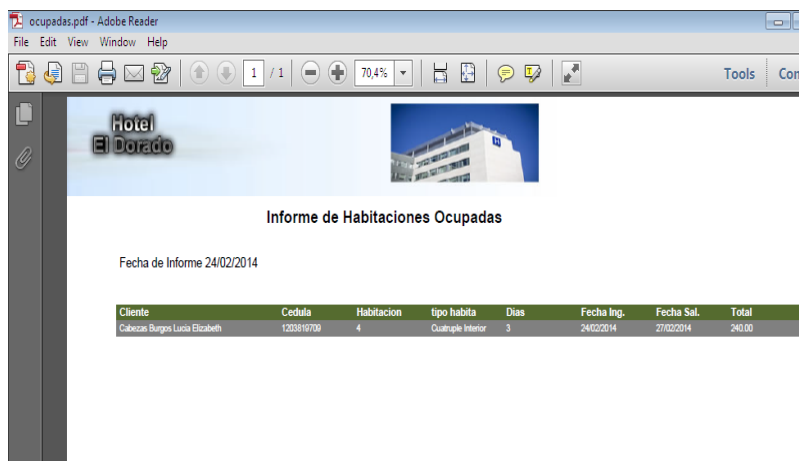 ocupadas.pdf - Adobe Reader
File Edit View Window Help
1 / 1 70,4% Tools Con
Hotel
El Dorado
H
Informe de Habitaciones Ocupadas
Fecha de Informe 24/02/2014
Cliente Cedula Habitacion tipo habita Dias Fecha Ing. Fecha Sal. Total
Cabezas Burgos Lucia Elizabeth 1203819709 4 Cuatruple Interior 3 24/02/2014 27/02/2014 240.00